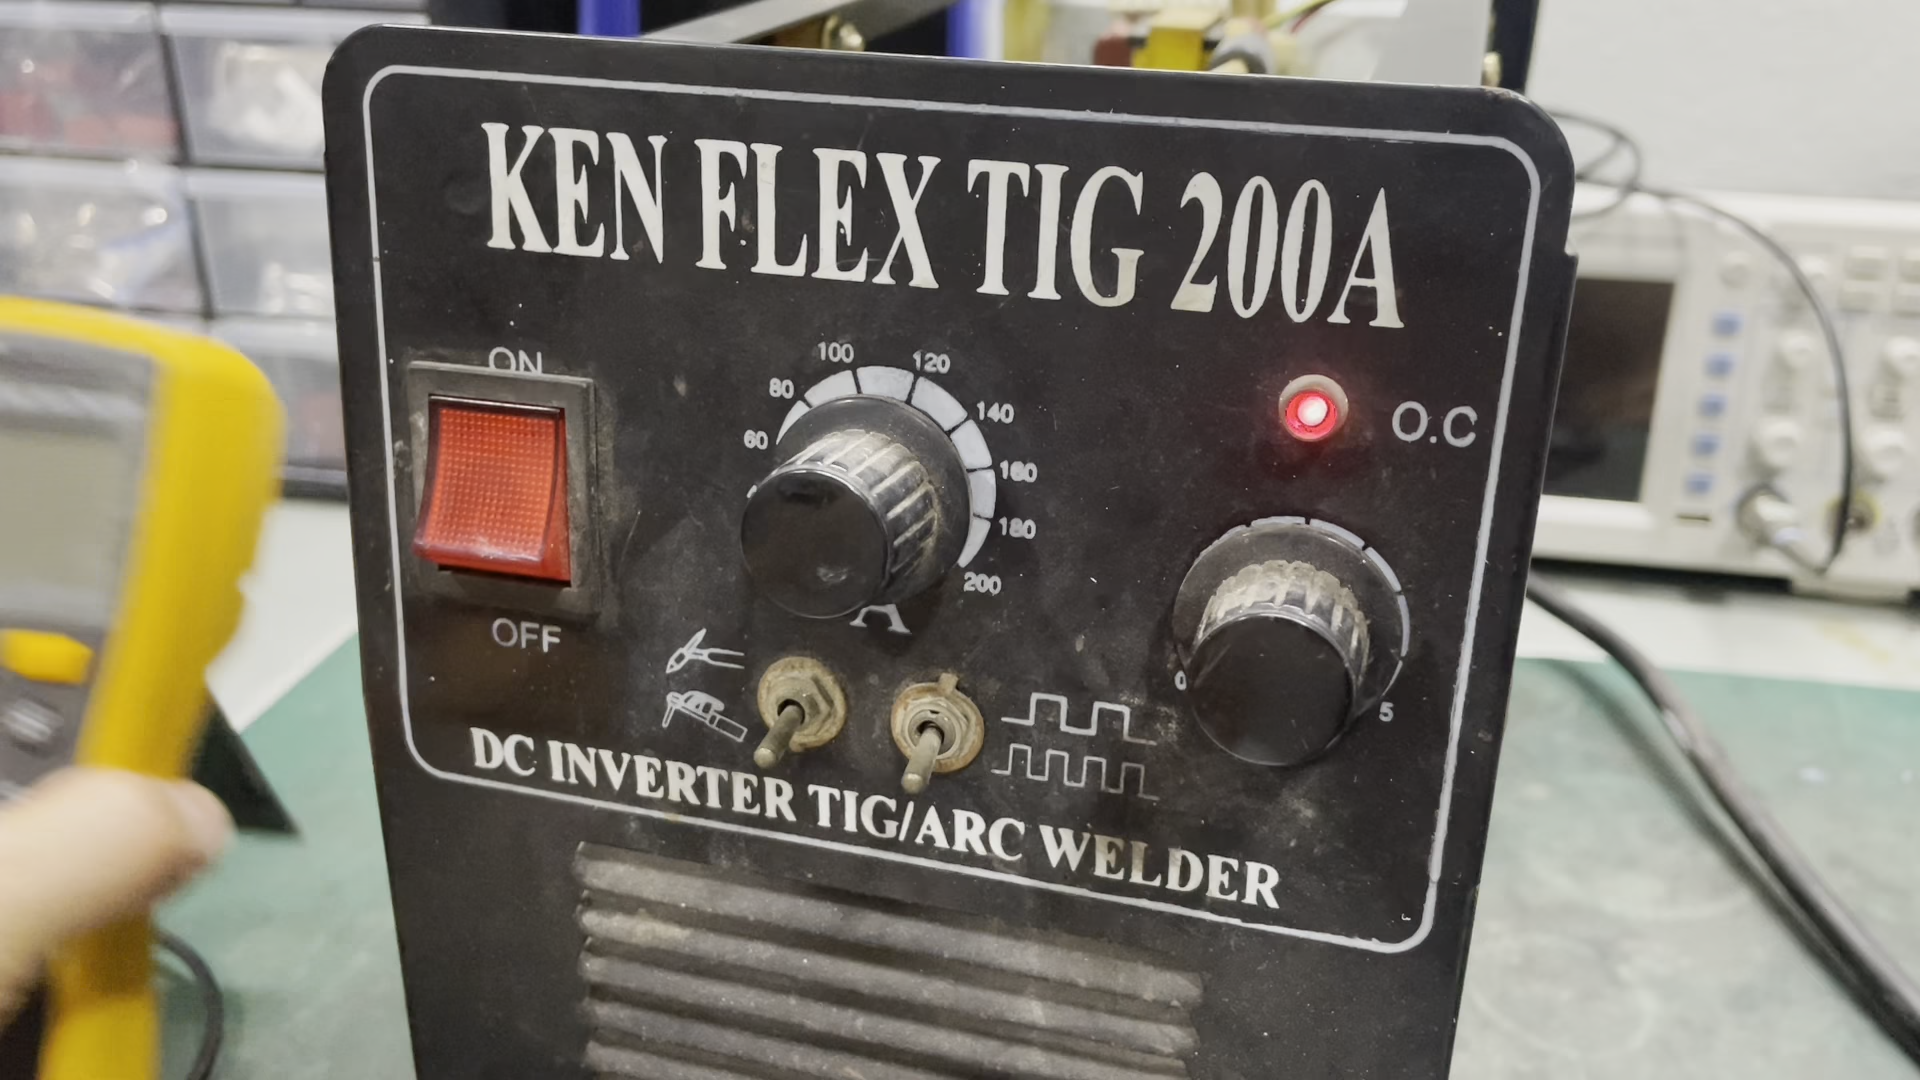 KEN FLEX TIG 200A
ON
OFF
60
80
100
120
140
160
180
200
A
O.C
0
5
DC INVERTER TIG/ARC WELDER